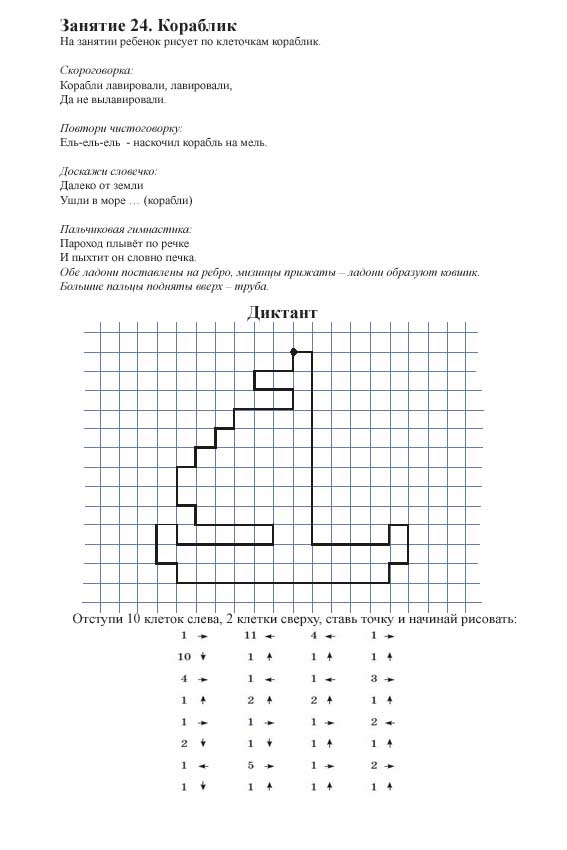 Занятие 24. Кораблик
На занятии ребенок рисует по клеточкам кораблик.
Скороговорка:
Корабли лавировали, лавировали,
Да не вылавировали.
Повтори чистоговорку:
Ель-ель-ель - наскочил корабль на мель.
Доскажи словечко:
Далеко от земли
Ушли в море … (корабли)
Пальчиковая гимнастика:
Пароход плывёт по речке
И пыхтит он словно печка.
Обе ладони поставлены на ребро, мизинцы прижаты – ладони образуют ковшик.
Большие пальцы подняты вверх – труба.
Диктант
Отступи 10 клеток слева, 2 клетки сверху, ставь точку и начинай рисовать:
1 → 11 ← 4 ← 1 →
10 ↓ 1 ↑ 1 ↑ 1 ↑
4 → 1 ← 1 ← 3 →
1 ↑ 2 ↑ 2 ↑ 1 ↑
1 → 1 → 1 → 2 ←
2 ↓ 1 ↓ 1 ↑ 1 ↑
1 ← 5 → 1 → 2 →
1 ↓ 1 ↑ 1 ↑ 1 ↑